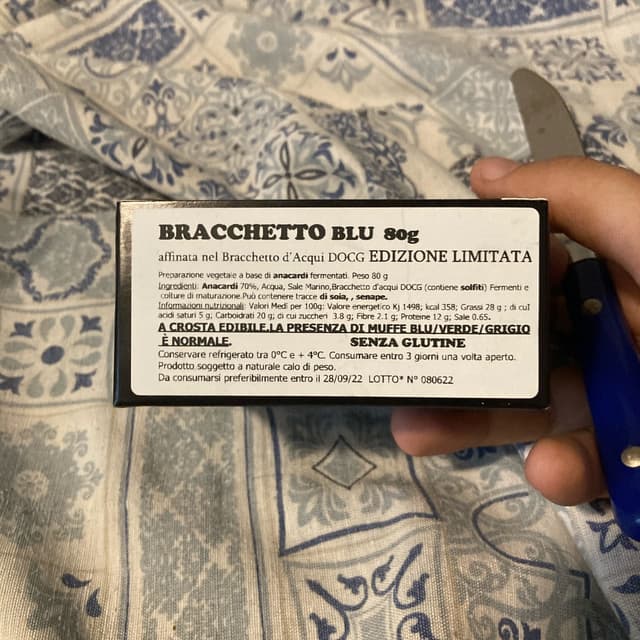 BRACCHETTO BLU 80g
affinata nel Bracchetto d'Acqui DOCG EDIZIONE LIMITATA
Preparazione vegetale a base di anacardi fermentati. Peso 80 g
Ingredienti: Anacardi 70%, Acqua, Sale Marino,Bracchetto d'acqui DOCG (contiene solfiti) Fermenti e
colture di maturazione.Può contenere tracce di soia, , senape.
Informazioni nutrizionali: Valori Medi per 100g: Valore energetico Kj 1498; kcal 358; Grassi 28 g ; di cui
acidi saturi 5 g; Carboidrati 20 g; di cui zuccheri 3.8 g; Fibre 2.1 g; Proteine 12 g; Sale 0.65.
A CROSTA EDIBILE.LA PRESENZA DI MUFFE BLU/VERDE/GRIGIO
È NORMALE. SENZA GLUTINE
Conservare refrigerato tra 0°C e + 4°C. Consumare entro 3 giorni una volta aperto.
Prodotto soggetto a naturale calo di peso.
Da consumarsi preferibilmente entro il 28/09/22 LOTTO* N° 080622